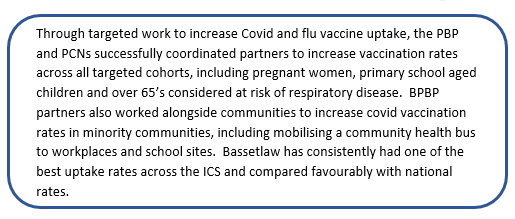 Through targeted work to increase Covid and flu vaccine uptake, the PBP
and PCNs successfully coordinated partners to increase vaccination rates
across all targeted cohorts, including pregnant women, primary school aged
children and over 65’s considered at risk of respiratory disease.  BPBP
partners also worked alongside communities to increase covid vaccination
rates in minority communities, including mobilising a community health bus
to workplaces and school sites.  Bassetlaw has consistently had one of the
best uptake rates across the ICS and compared favourably with national
rates.